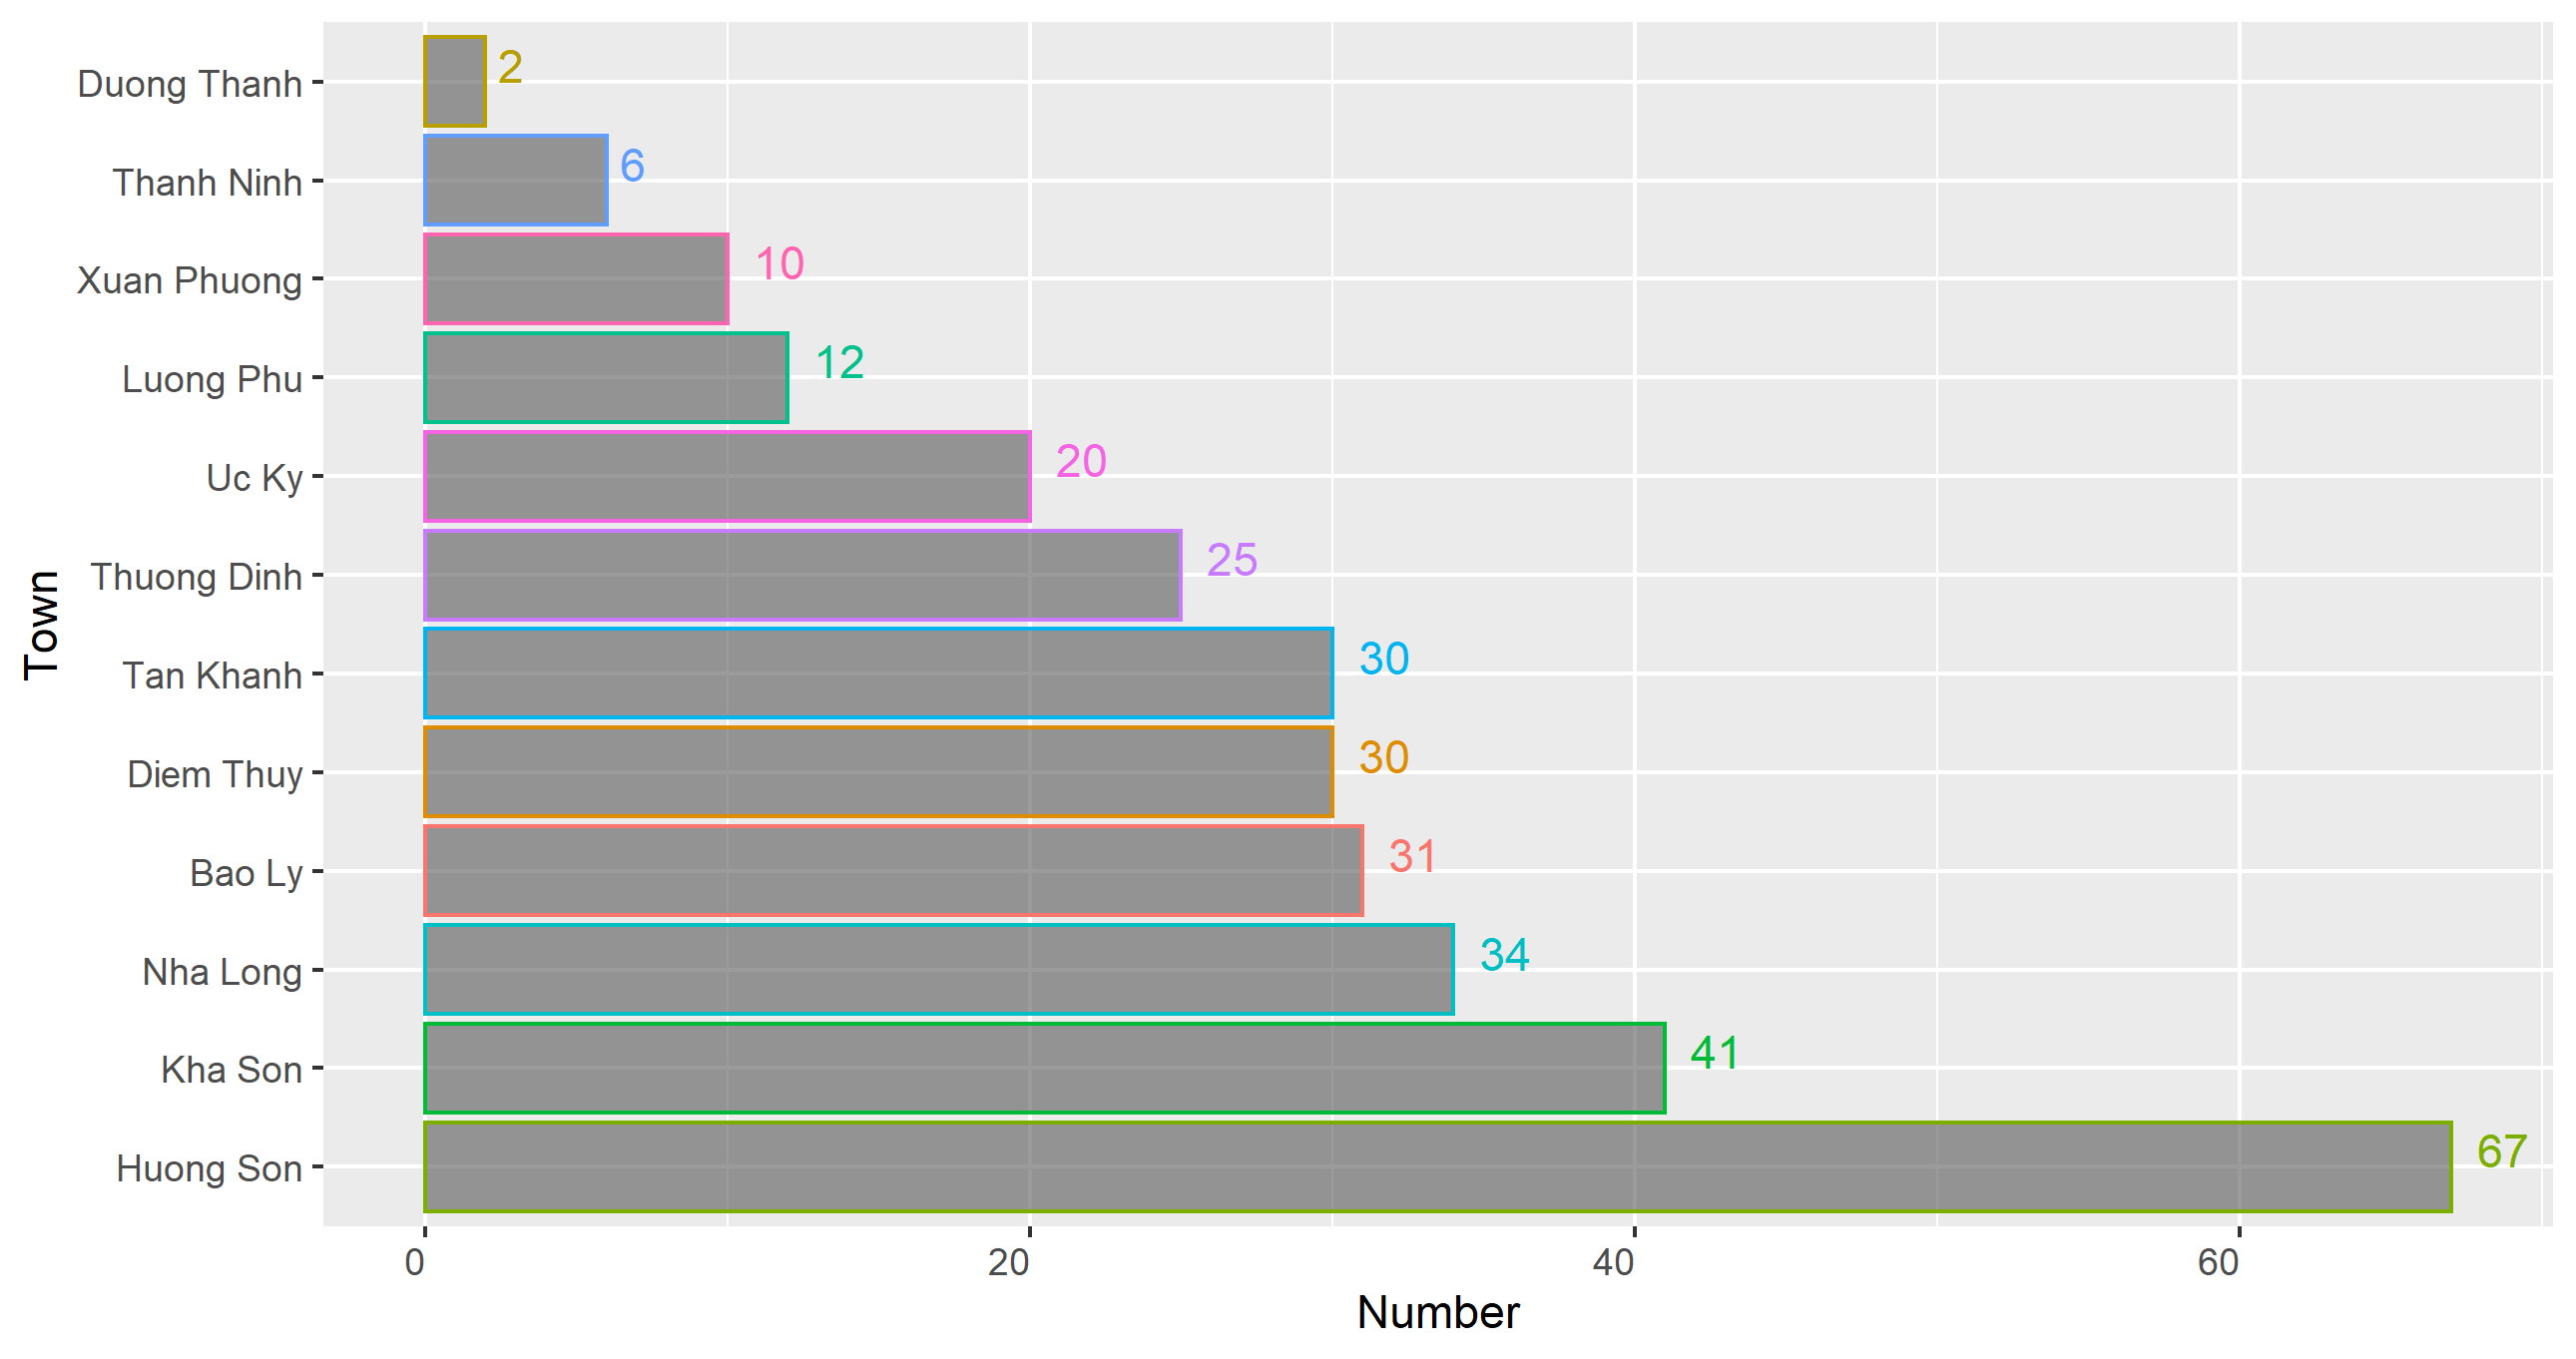 Town
Duong Thanh 2
Thanh Ninh 6
Xuan Phuong 10
Luong Phu 12
Uc Ky 20
Thuong Dinh 25
Tan Khanh 30
Diem Thuy 30
Bao Ly 31
Nha Long 34
Kha Son 41
Huong Son 67
0 20 40 60
Number